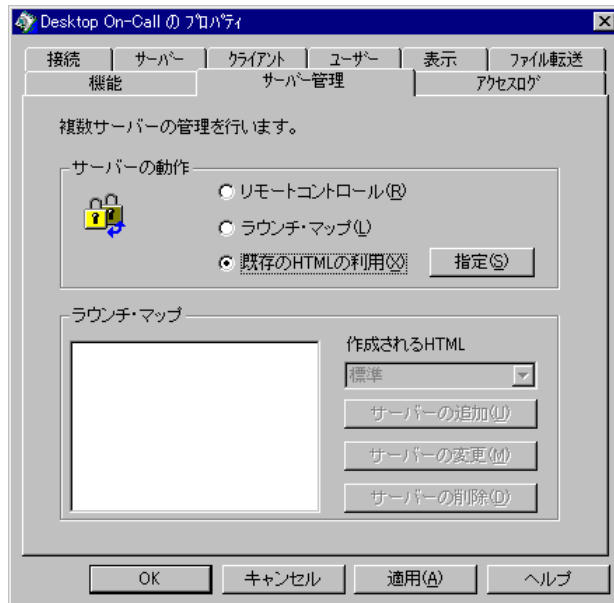 Desktop On-Call の プロパティ
接続 サーバー クライアント ユーザー 表示 ファイル転送
機能 サーバー管理 アクセスログ
複数サーバーの管理を行います。
サーバーの動作
リモートコントロール(R)
ラウンチ・マップ(L)
既存のHTMLの利用(X) 指定(S)
ラウンチ・マップ
作成されるHTML
標準
サーバーの追加(U)
サーバーの変更(M)
サーバーの削除(D)
OK キャンセル 適用(A) ヘルプ